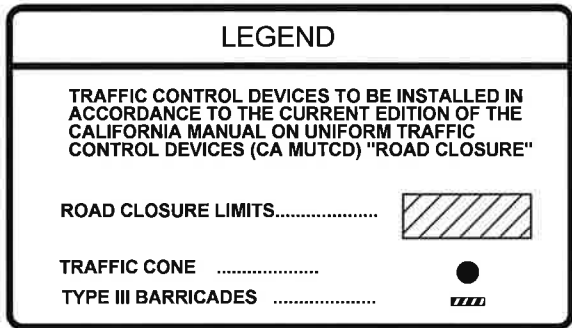 LEGEND
TRAFFIC CONTROL DEVICES TO BE INSTALLED IN
ACCORDANCE TO THE CURRENT EDITION OF THE
CALIFORNIA MANUAL ON UNIFORM TRAFFIC
CONTROL DEVICES (CA MUTCD) "ROAD CLOSURE"
ROAD CLOSURE LIMITS....................
TRAFFIC CONE ....................
TYPE III BARRICADES ....................